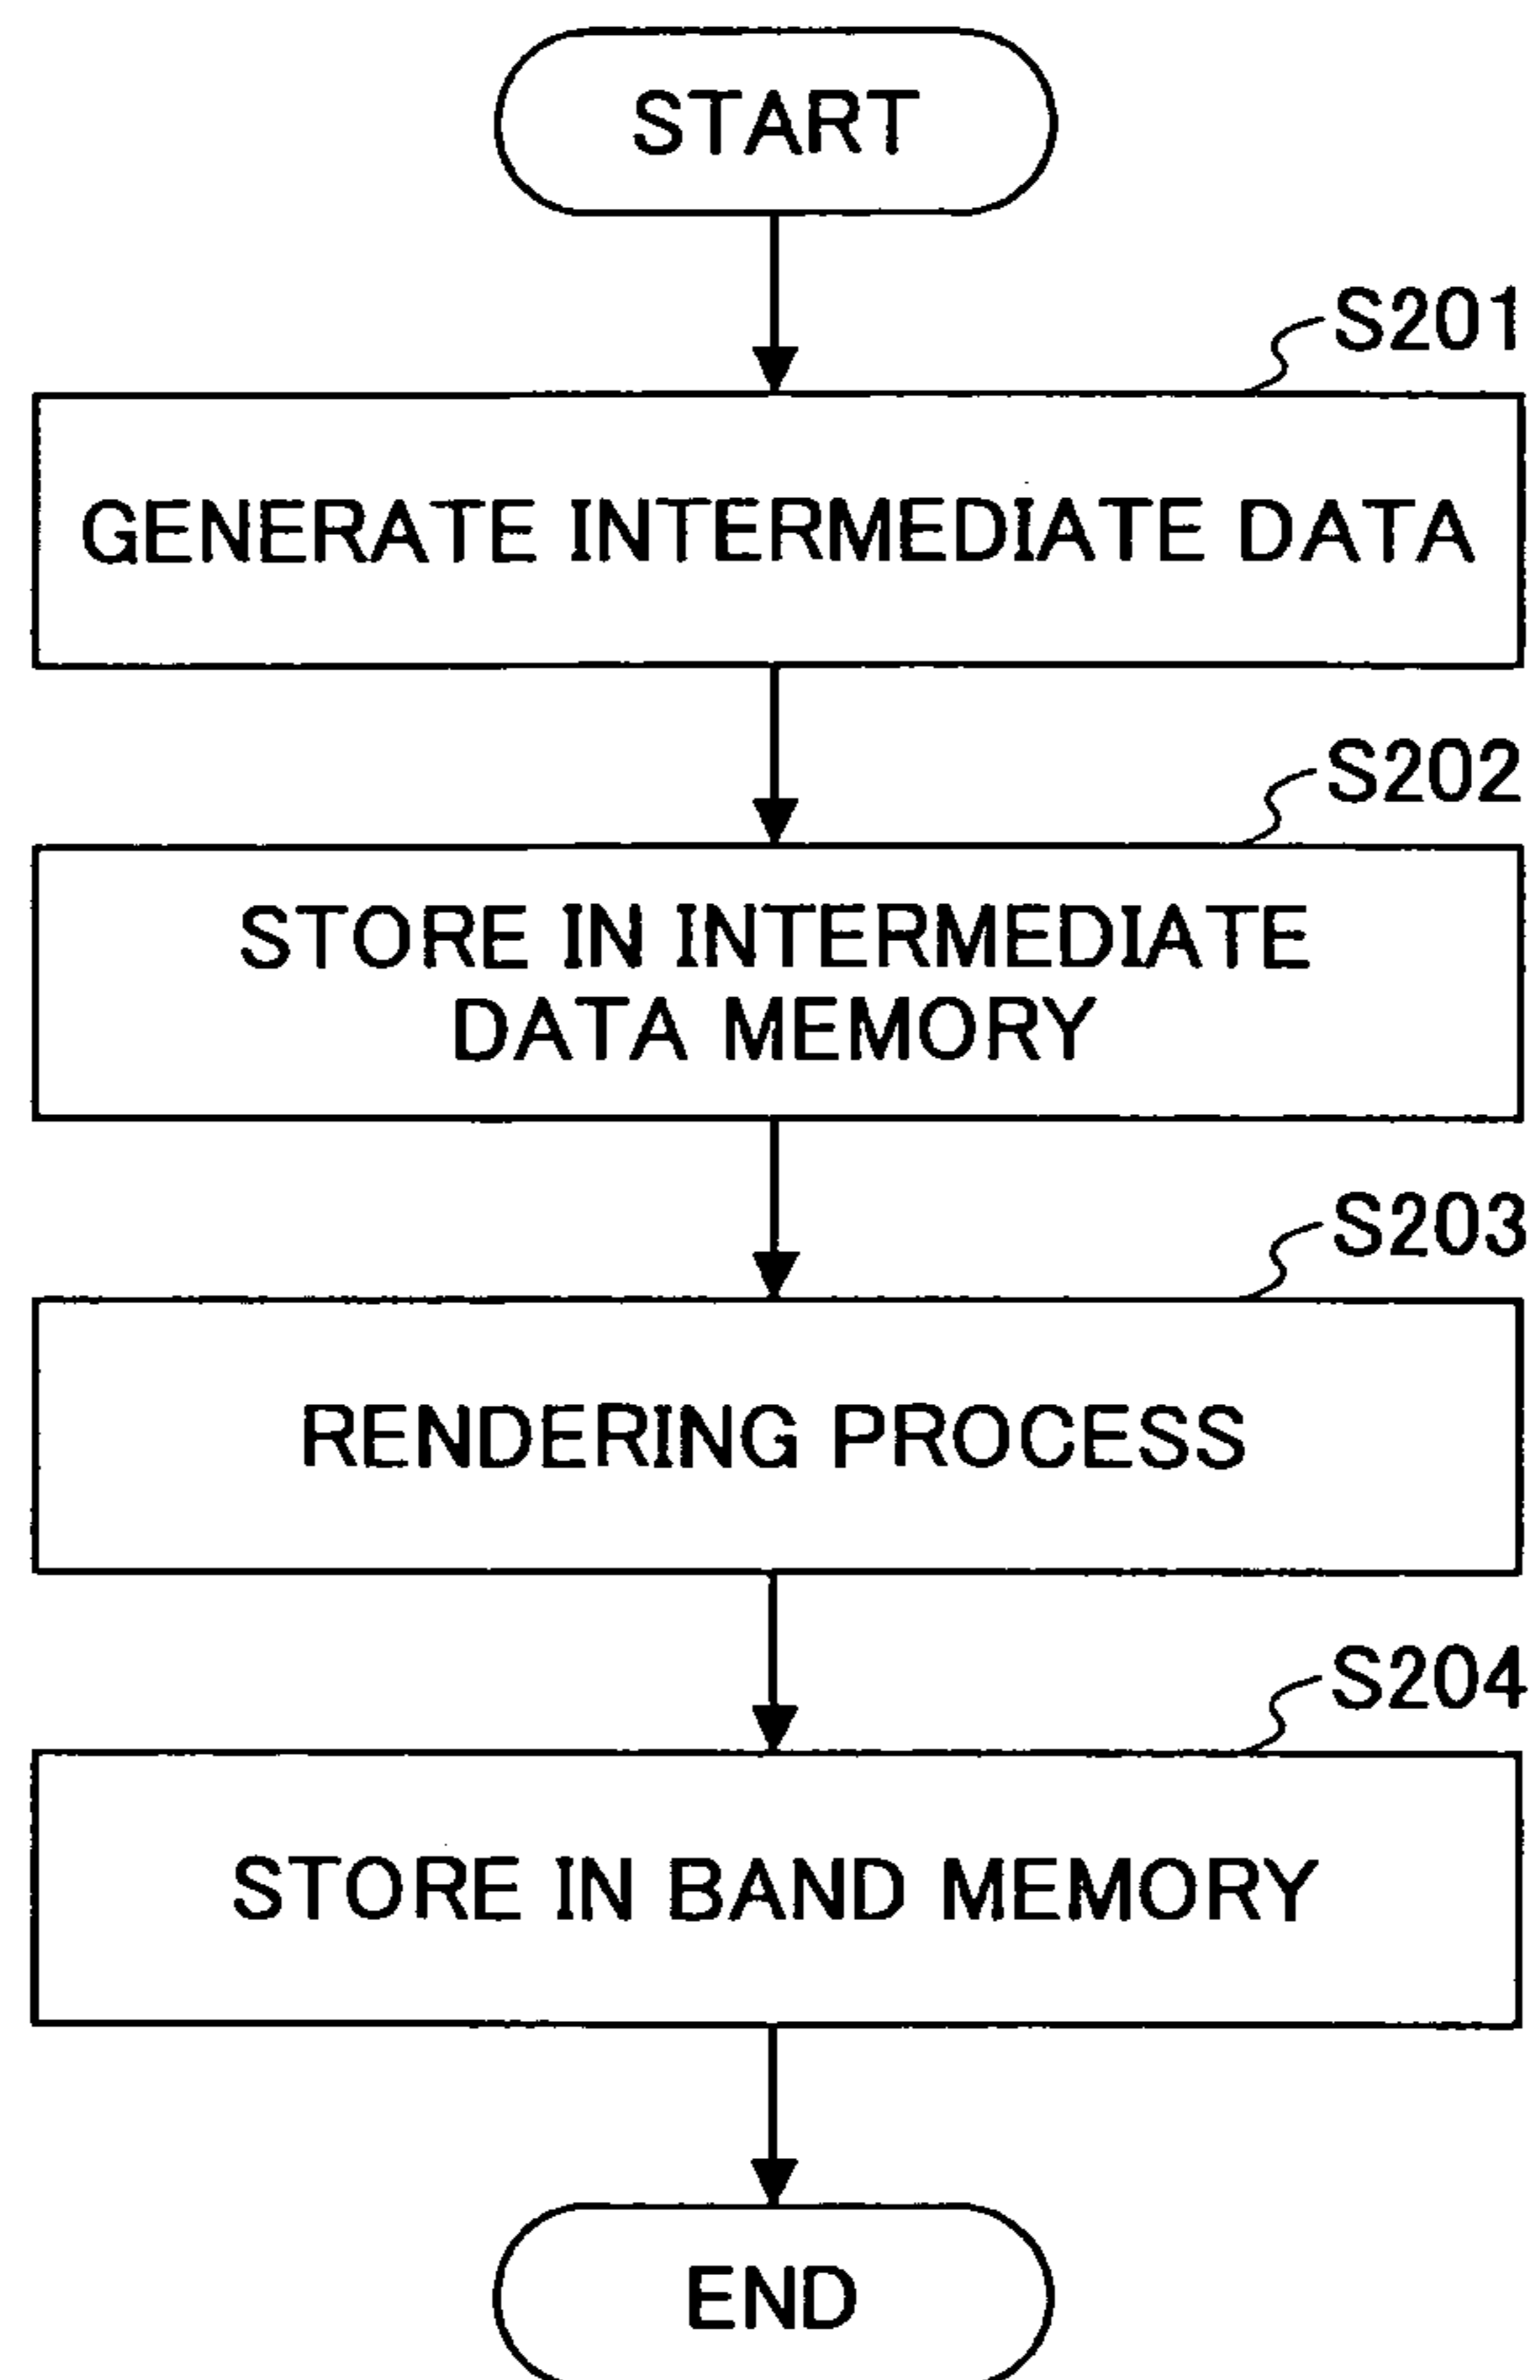 START
S201
GENERATE INTERMEDIATE DATA
S202
STORE IN INTERMEDIATE
DATA MEMORY
S203
RENDERING PROCESS
S204
STORE IN BAND MEMORY
END